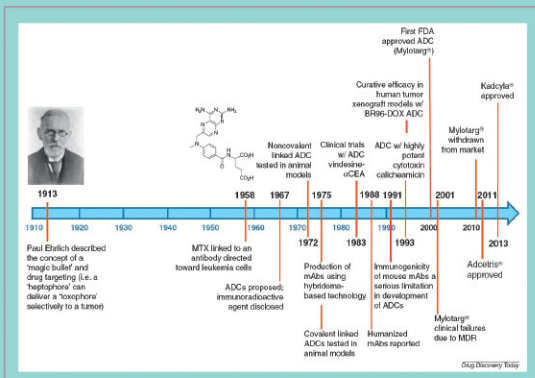 First FDA
approved ADC
(Mylotarg®)
Kadcyla®
approved
Curative efficacy in
human tumor
xenograft models w/
BR96-DOX ADC
Mylotarg®
withdrawn
from market
Noncovalent
linked ADC
tested in animal
models
Clinical trials
w/ ADC
vindesine-
αCEA
ADC w/ highly
potent
cytotoxin
calicheamicin
NH₂
N
N
H₂N
N
N
N
O
N
H
CO₂H
CO₂H
1913
1958
1967
1975
1988
1991
2001
2011
1910
1920
1930
1940
1950
1960
1970
1980
1990
2000
2010
1972
1983
1993
2013
Paul Ehrlich described
the concept of a
'magic bullet' and
drug targeting (i.e. a
'heptophore' can
deliver a 'toxophore'
selectively to a tumor)
MTX linked to an
antibody directed
toward leukemia cells
ADCs proposed;
immunoradioactive
agent disclosed
Production of
mAbs using
hybridoma-
based technology
Covalent linked
ADCs tested in
animal models
Immunogenicity
of mouse mAbs a
serious limitation
in development
of ADCs
Humanized
mAbs reported
Adcetris®
approved
Mylotarg®
clinical failures
due to MDR
Drug Discovery Today